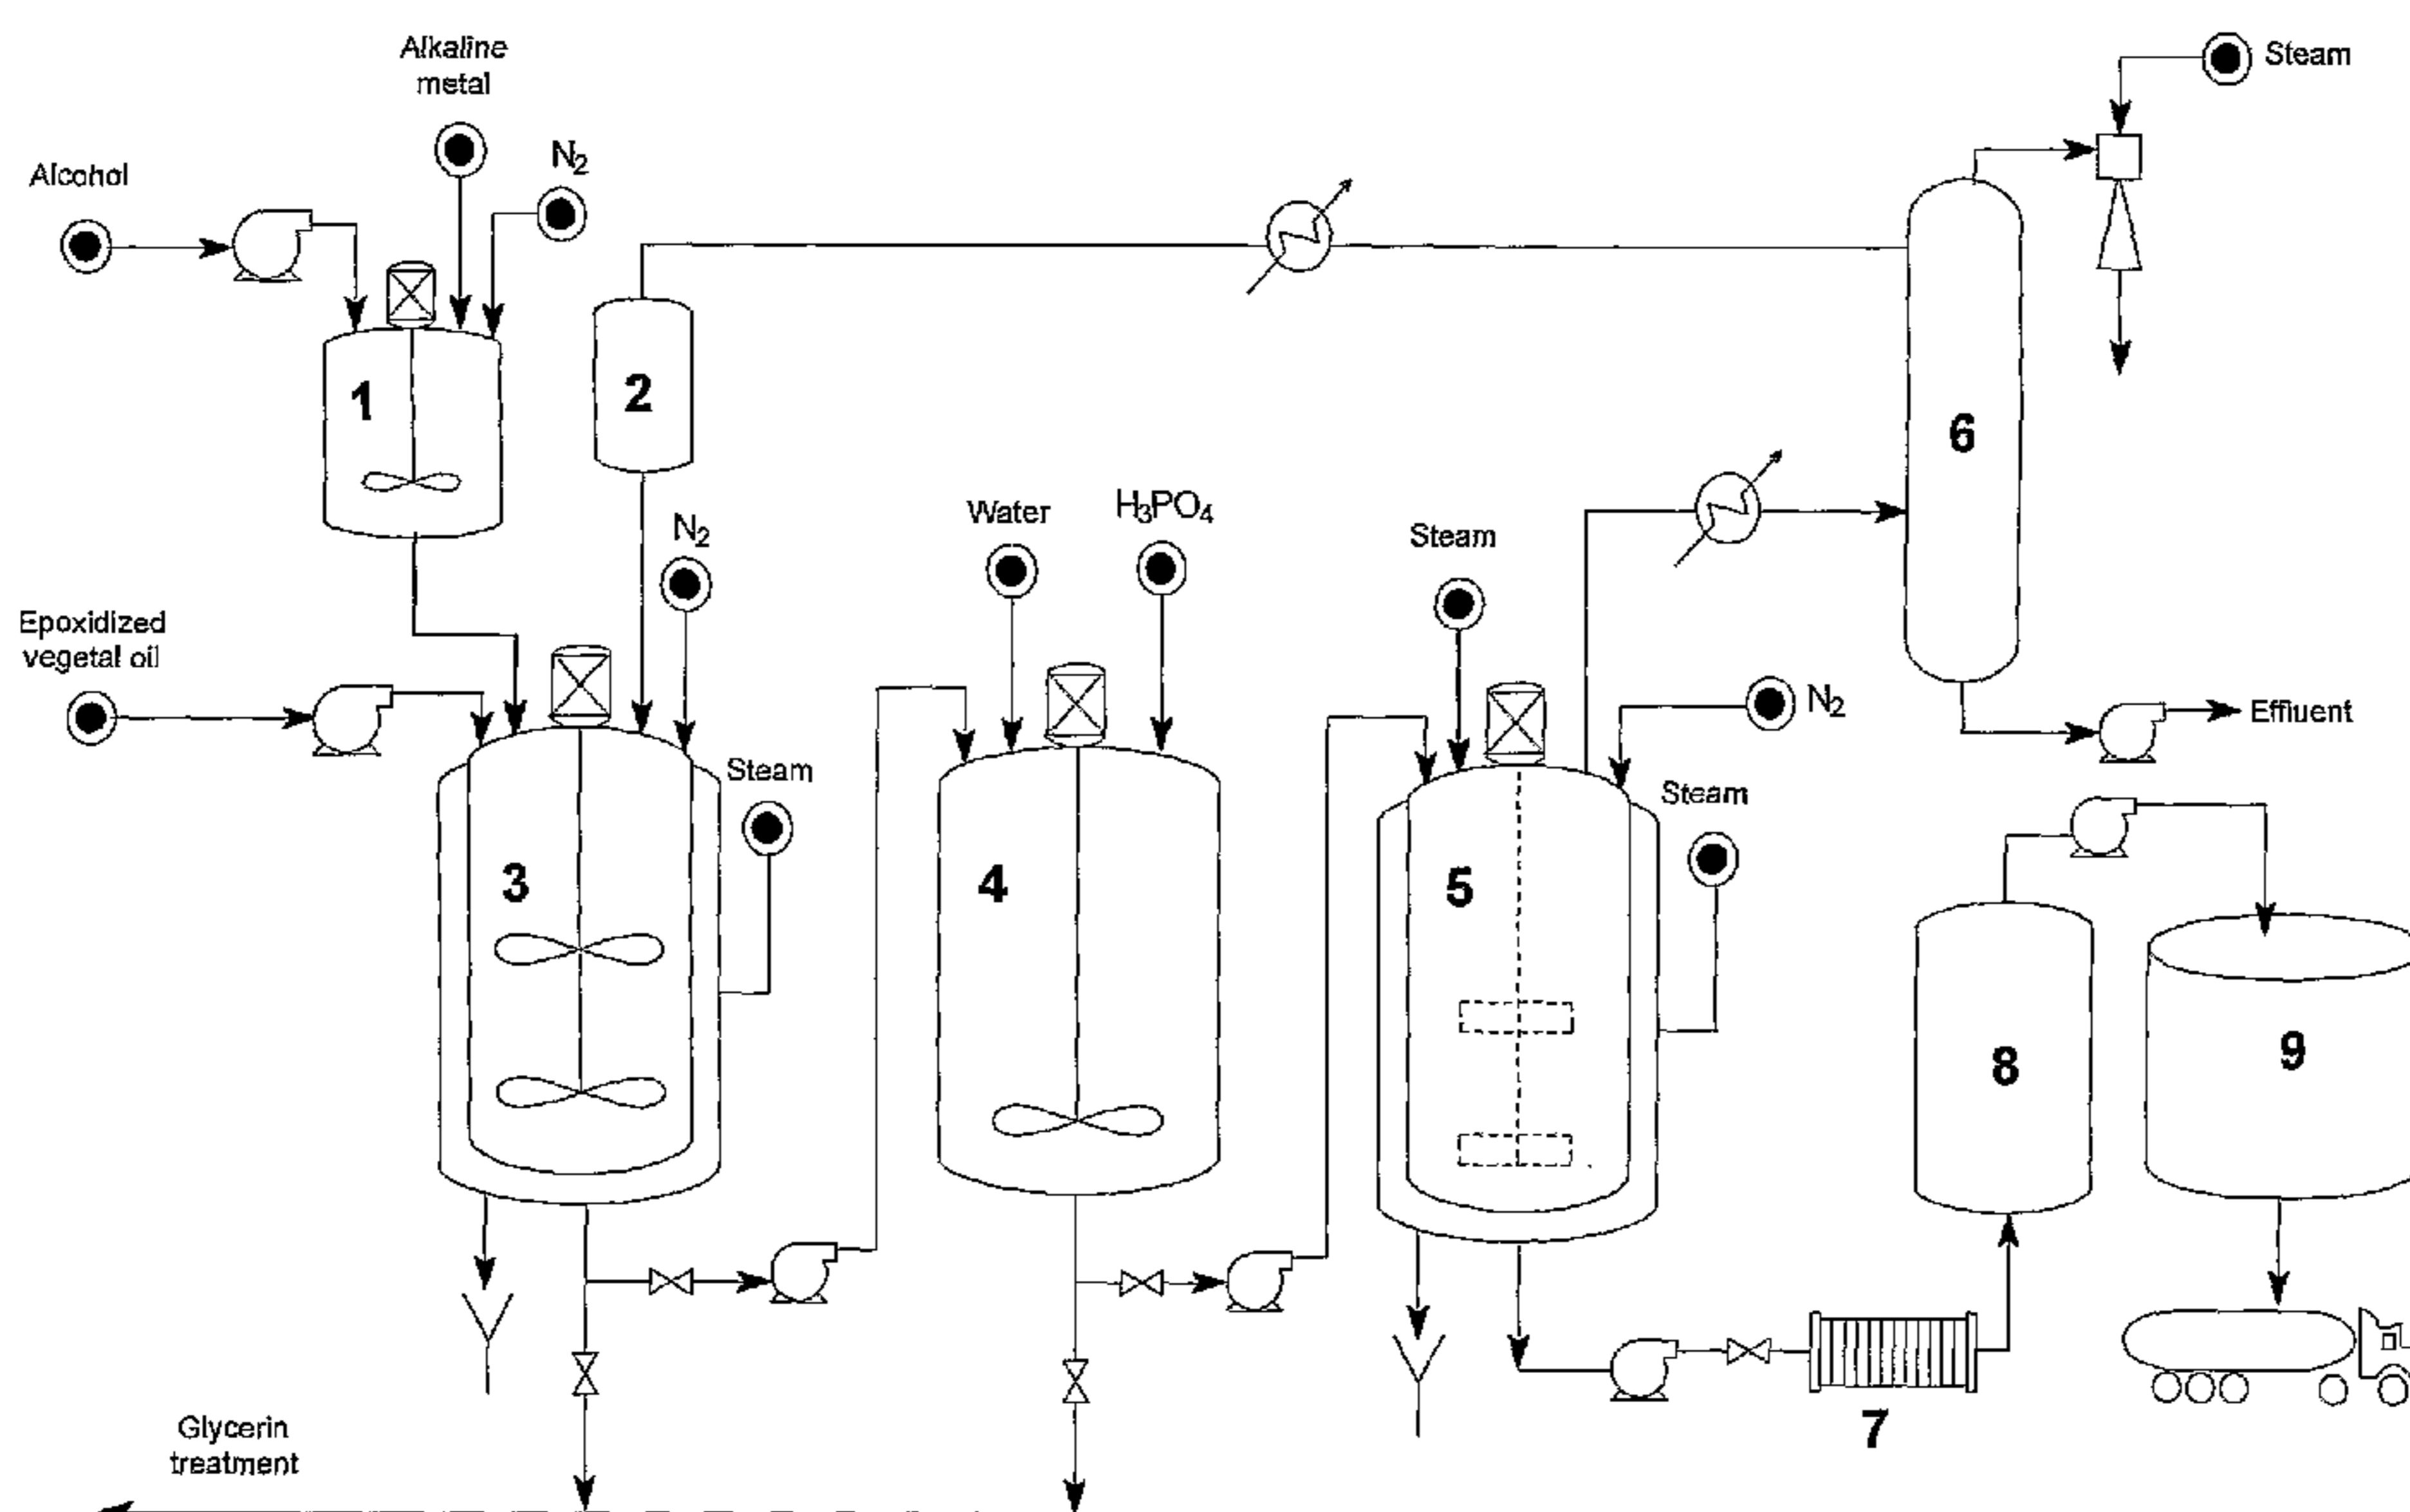 Alkaline
metal
Steam
N₂
Alcohol
1
2
6
Water
H₃PO₄
N₂
Steam
Epoxidized
vegetal oil
N₂
Effluent
Steam
Steam
3
4
5
8
9
7
Glycerin
treatment